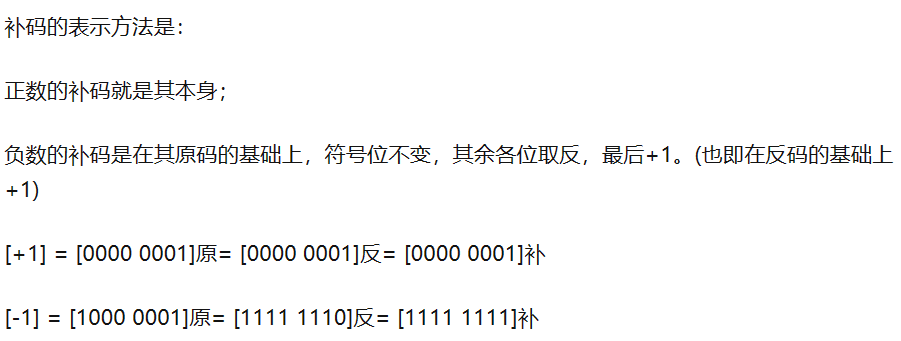 补码的表示方法是：
正数的补码就是其本身；
负数的补码是在其原码的基础上，符号位不变，其余各位取反，最后+1。(也即在反码的基础上
+1)
[+1] = [0000 0001]原= [0000 0001]反= [0000 0001]补
[-1] = [1000 0001]原= [1111 1110]反= [1111 1111]补